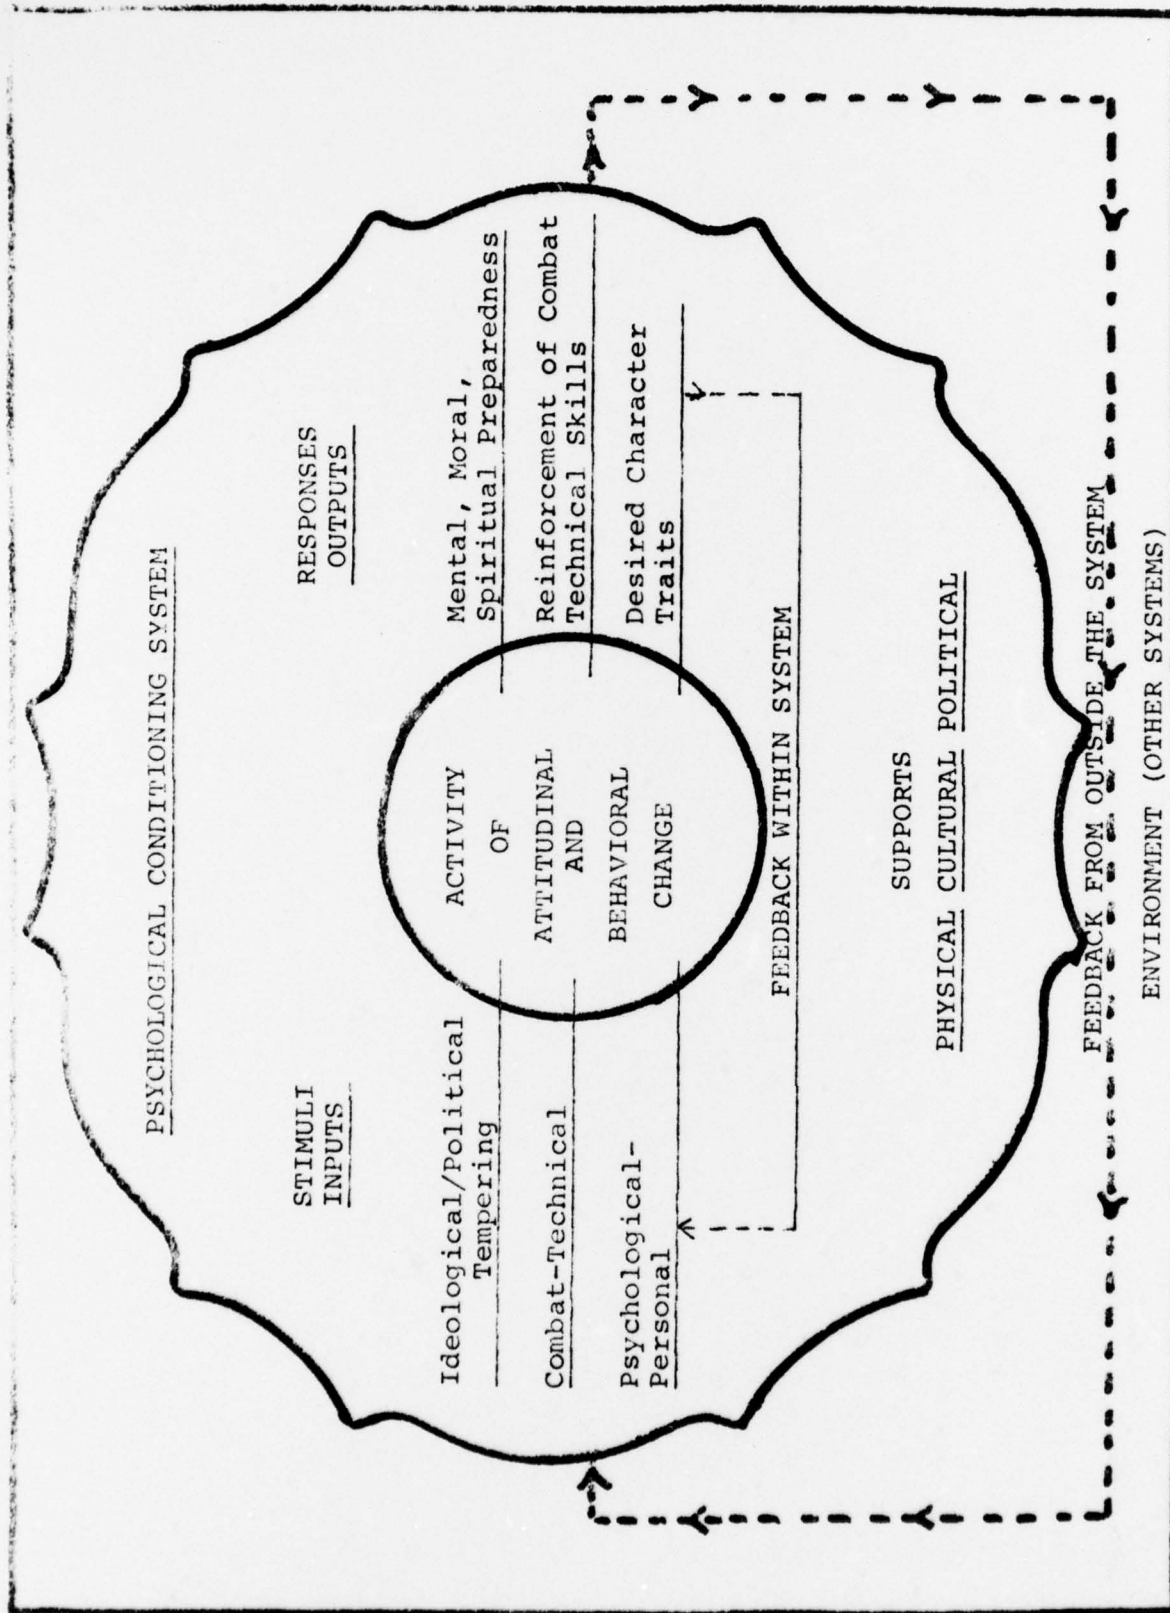 PSYCHOLOGICAL CONDITIONING SYSTEM
STIMULI
INPUTS
RESPONSES
OUTPUTS
Ideological/Political
Tempering
Combat-Technical
Psychological-
Personal
ACTIVITY
OF
ATTITUDINAL
AND
BEHAVIORAL
CHANGE
Mental, Moral,
Spiritual Preparedness
Reinforcement of Combat
Technical Skills
Desired Character
Traits
FEEDBACK WITHIN SYSTEM
SUPPORTS
PHYSICAL CULTURAL POLITICAL
FEEDBACK FROM OUTSIDE THE SYSTEM
ENVIRONMENT (OTHER SYSTEMS)